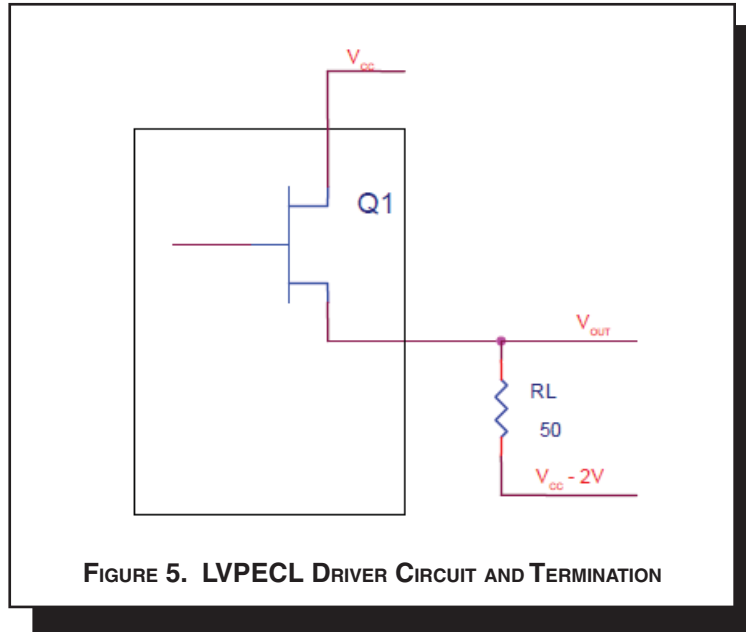 VCC
Q1
VOUT
RL
50
VCC - 2V
FIGURE 5. LVPECL DRIVER CIRCUIT AND TERMINATION